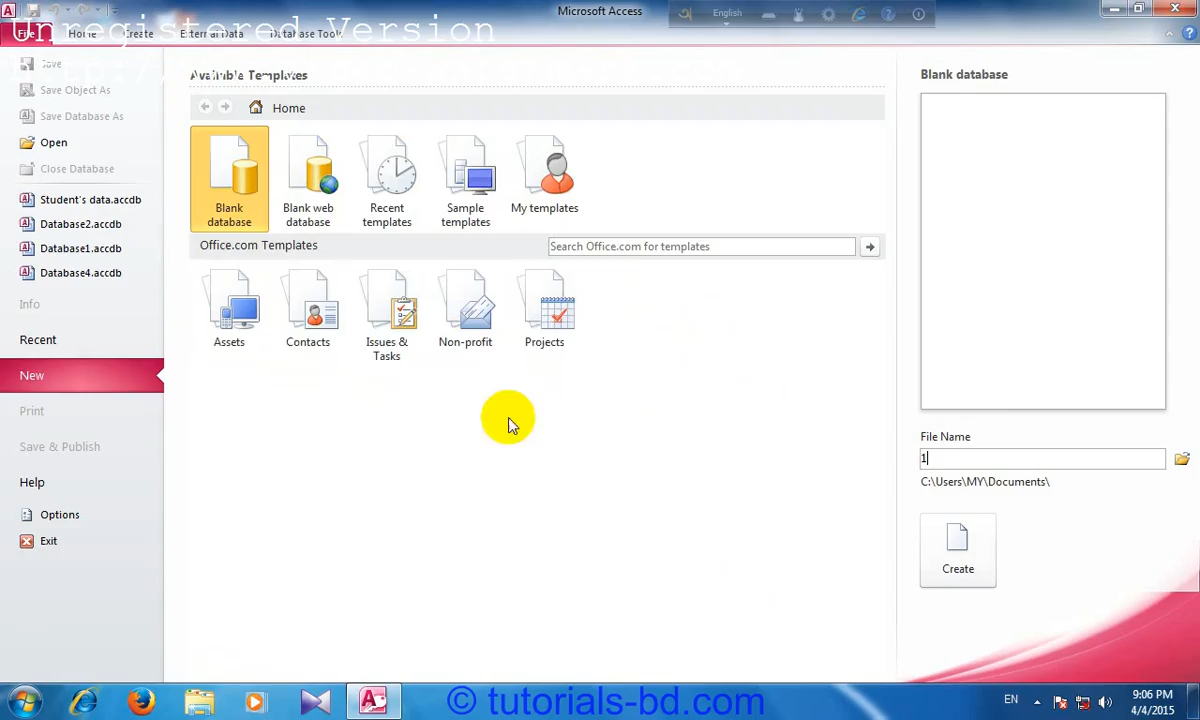 Microsoft Access
English
Unregistered Version
File Home Create External Data Database Tools
Save
Save Object As
Save Database As
Open
Close Database
Student's data.accdb
Database2.accdb
Database1.accdb
Database4.accdb
Info
Recent
New
Print
Save & Publish
Help
Options
Exit
Available Templates
Home
Blank database
Blank web database
Recent templates
Sample templates
My templates
Office.com Templates
Search Office.com for templates
Assets
Contacts
Issues & Tasks
Non-profit
Projects
Blank database
File Name
1
C:\Users\MY\Documents\
Create
© tutorials-bd.com
EN
9:06 PM
4/4/2015